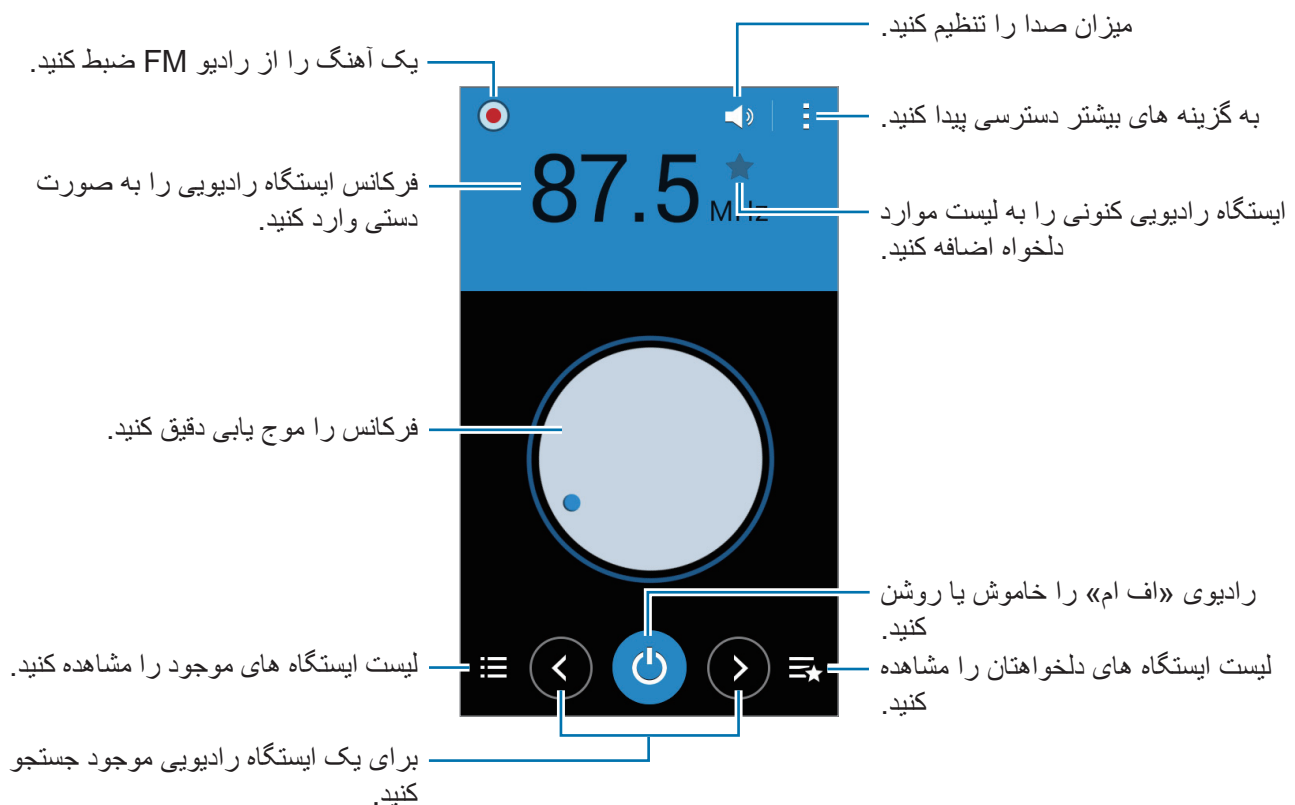 میزان صدا را تنظیم کنید.
یک آهنگ را از رادیو FM ضبط کنید.
به گزینه های بیشتر دسترسی پیدا کنید.
87.5 MHz
فرکانس ایستگاه رادیویی را به صورت
دستی وارد کنید.
ایستگاه رادیویی کنونی را به لیست موارد
دلخواه اضافه کنید.
فرکانس را موج یابی دقیق کنید.
رادیوی «اف ام» را خاموش یا روشن
کنید.
لیست ایستگاه های دلخواهتان را مشاهده
کنید.
لیست ایستگاه های موجود را مشاهده کنید.
برای یک ایستگاه رادیویی موجود جستجو
کنید.